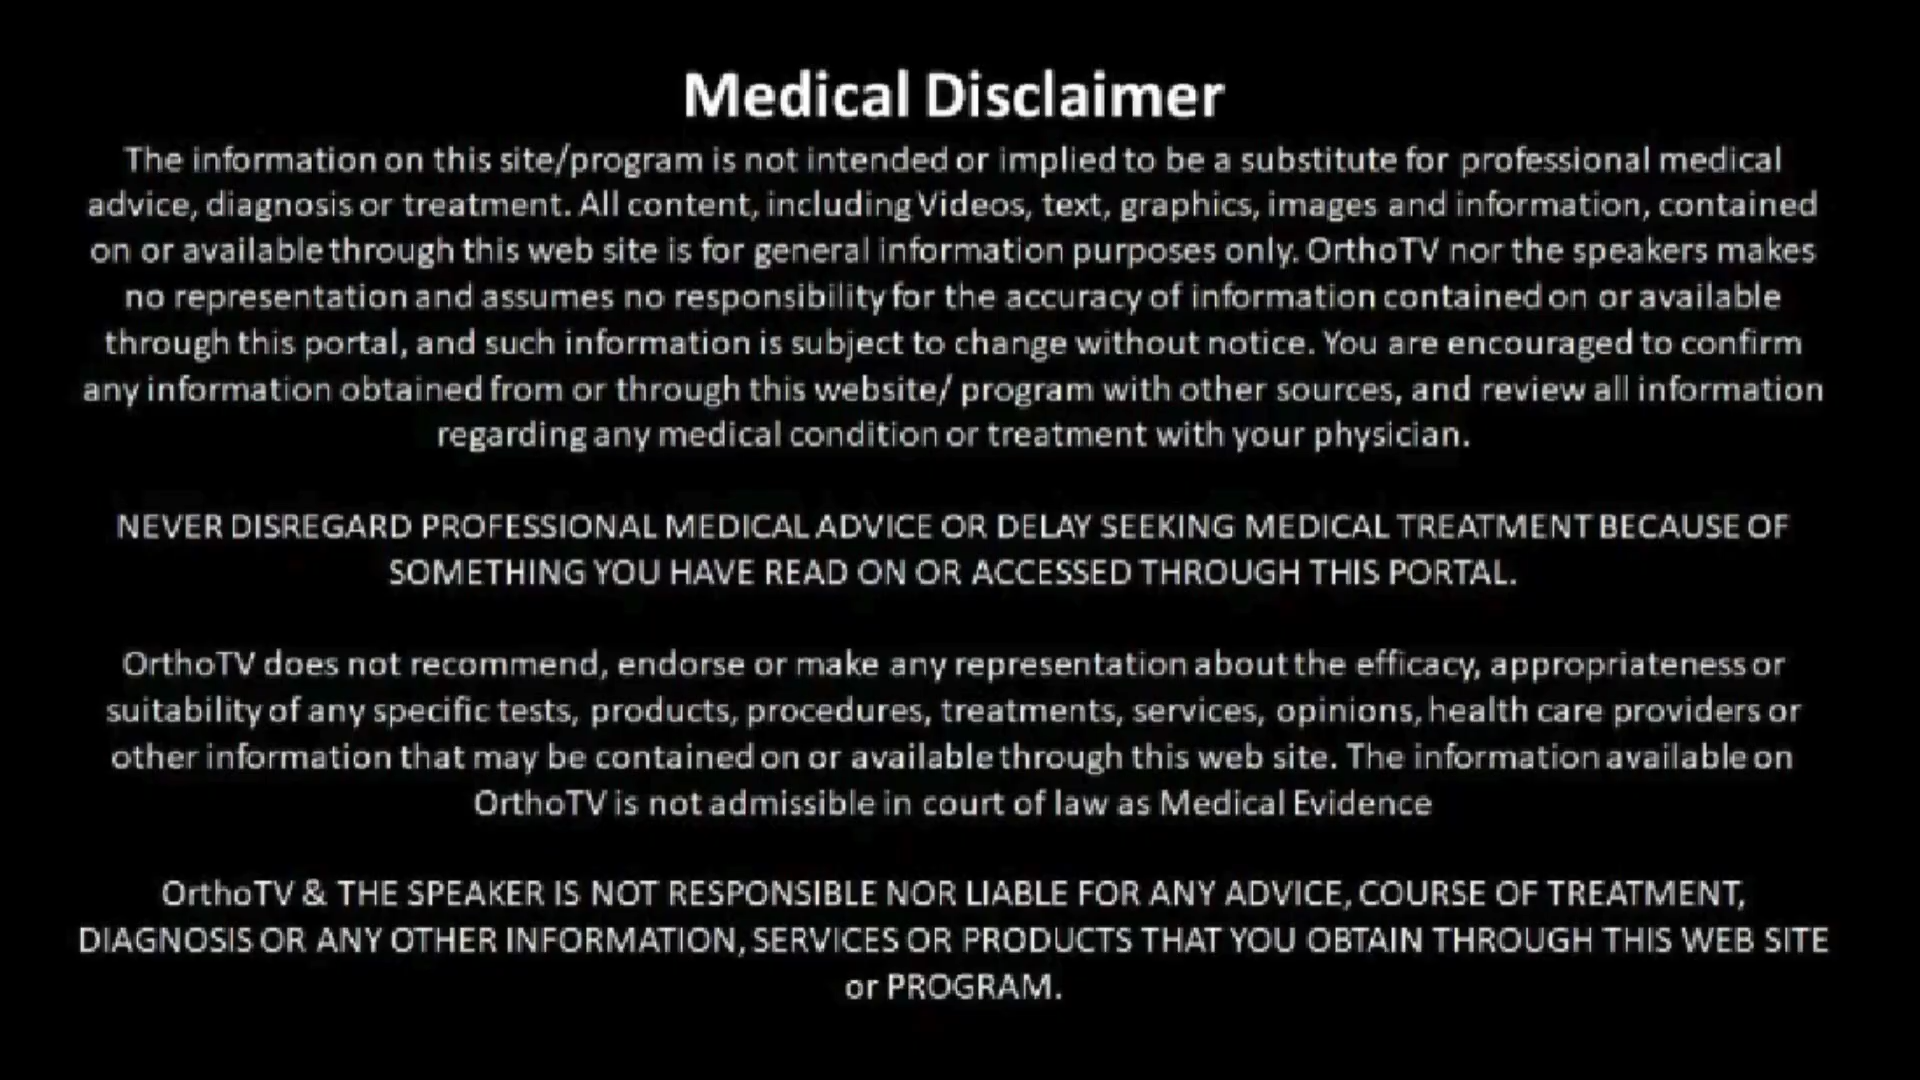 Medical Disclaimer
The information on this site/program is not intended or implied to be a substitute for professional medical
advice, diagnosis or treatment. All content, including Videos, text, graphics, images and information, contained
on or available through this web site is for general information purposes only. OrthoTV nor the speakers makes
no representation and assumes no responsibility for the accuracy of information contained on or available
through this portal, and such information is subject to change without notice. You are encouraged to confirm
any information obtained from or through this website/ program with other sources, and review all information
regarding any medical condition or treatment with your physician.
NEVER DISREGARD PROFESSIONAL MEDICAL ADVICE OR DELAY SEEKING MEDICAL TREATMENT BECAUSE OF
SOMETHING YOU HAVE READ ON OR ACCESSED THROUGH THIS PORTAL.
OrthoTV does not recommend, endorse or make any representation about the efficacy, appropriateness or
suitability of any specific tests, products, procedures, treatments, services, opinions, health care providers or
other information that may be contained on or available through this web site. The information available on
OrthoTV is not admissible in court of law as Medical Evidence
OrthoTV & THE SPEAKER IS NOT RESPONSIBLE NOR LIABLE FOR ANY ADVICE, COURSE OF TREATMENT,
DIAGNOSIS OR ANY OTHER INFORMATION, SERVICES OR PRODUCTS THAT YOU OBTAIN THROUGH THIS WEB SITE
or PROGRAM.